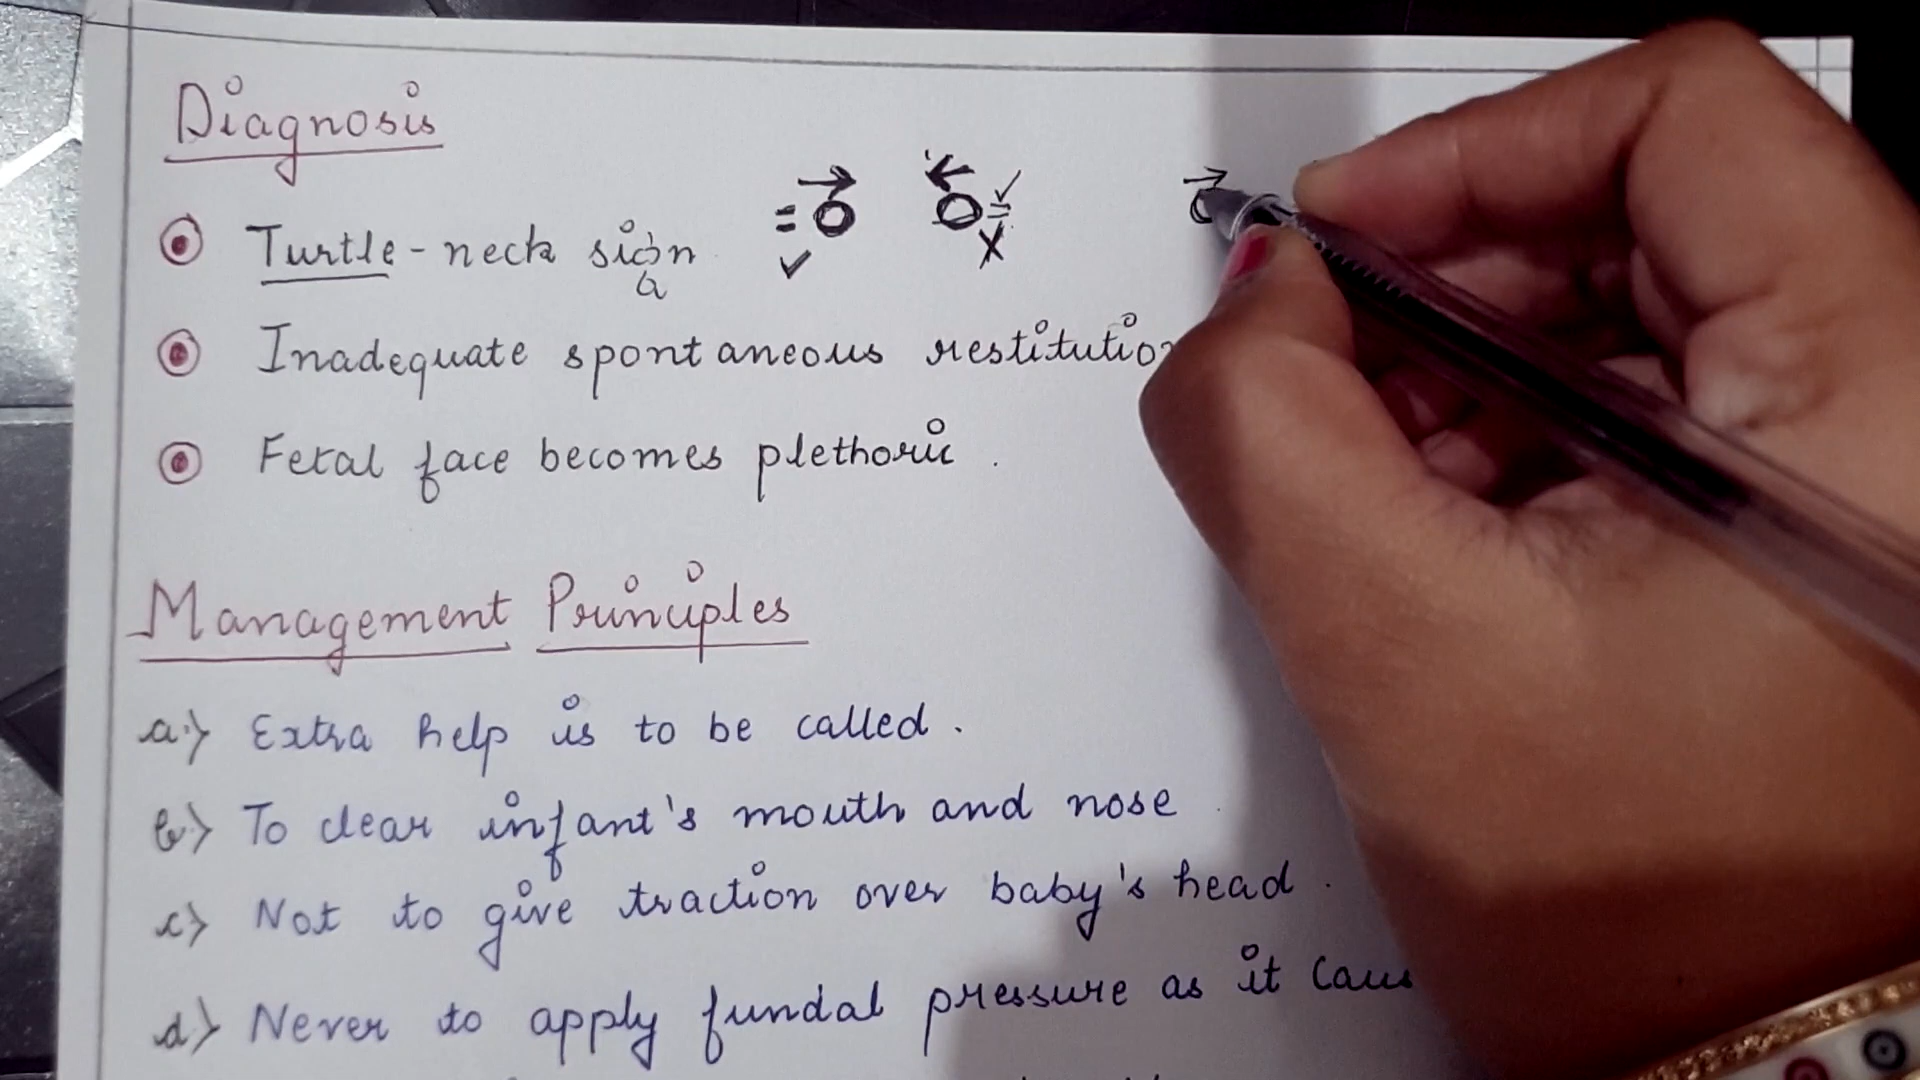 Diagnosis
Turtle-neck sign
Inadequate spontaneous restitution
Fetal face becomes plethoric.
Management Principles
a.) Extra help is to be called.
b.) To clear infant's mouth and nose
c.) Not to give traction over baby's head.
d.) Never to apply fundal pressure as it